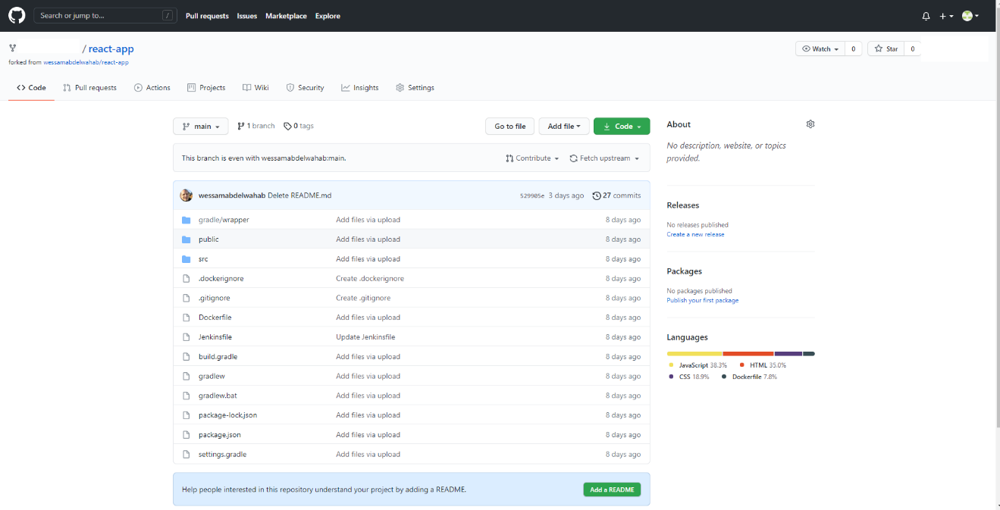 Search or jump to... / Pull requests Issues Marketplace Explore
/ react-app Watch 0 Star 0
forked from wessamabdelwahab/react-app
Code Pull requests Actions Projects Wiki Security Insights Settings
main 1 branch 0 tags Go to file Add file Code
This branch is even with wessamabdelwahab:main. Contribute Fetch upstream
wessamabdelwahab Delete README.md 529905e 3 days ago 27 commits
gradle/wrapper Add files via upload 8 days ago
public Add files via upload 8 days ago
src Add files via upload 8 days ago
.dockerignore Create .dockerignore 8 days ago
.gitignore Create .gitignore 8 days ago
Dockerfile Add files via upload 8 days ago
Jenkinsfile Update Jenkinsfile 8 days ago
build.gradle Add files via upload 8 days ago
gradlew Add files via upload 8 days ago
gradlew.bat Add files via upload 8 days ago
package-lock.json Add files via upload 8 days ago
package.json Add files via upload 8 days ago
settings.gradle Add files via upload 8 days ago
Help people interested in this repository understand your project by adding a README. Add a README
About
No description, website, or topics
provided.
Releases
No releases published
Create a new release
Packages
No packages published
Publish your first package
Languages
JavaScript 38.3% HTML 35.0%
CSS 18.9% Dockerfile 7.8%